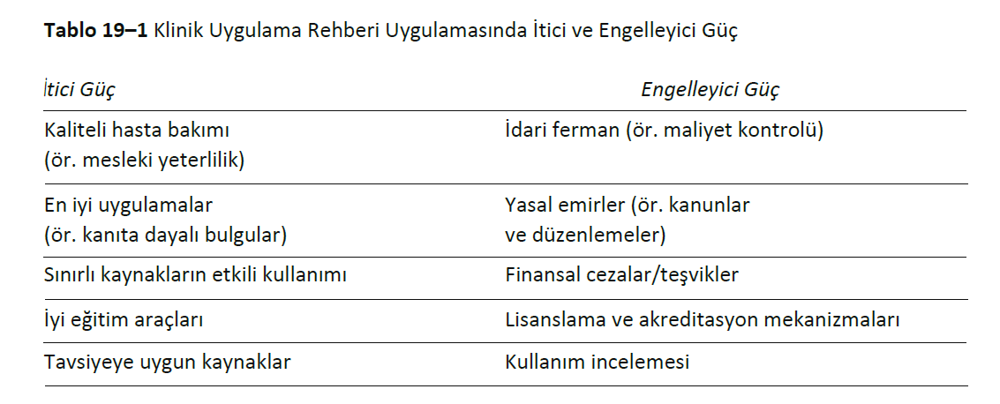 Tablo 19–1 Klinik Uygulama Rehberi Uygulamasında İtici ve Engelleyici Güç
İtici Güç Engelleyici Güç
Kaliteli hasta bakımı İdari ferman (ör. maliyet kontrolü)
(ör. mesleki yeterlilik)
En iyi uygulamalar Yasal emirler (ör. kanunlar
(ör. kanıta dayalı bulgular) ve düzenlemeler)
Sınırlı kaynakların etkili kullanımı Finansal cezalar/teşvikler
İyi eğitim araçları Lisanslama ve akreditasyon mekanizmaları
Tavsiyeye uygun kaynaklar Kullanım incelemesi